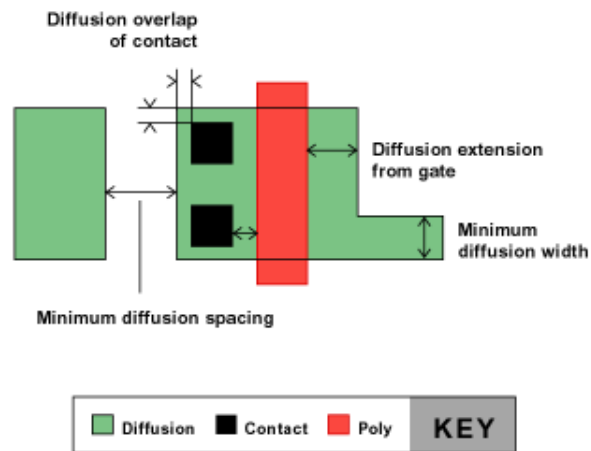 Diffusion overlap
of contact
Diffusion extension
from gate
Minimum
diffusion width
Minimum diffusion spacing
Diffusion
Contact
Poly
KEY